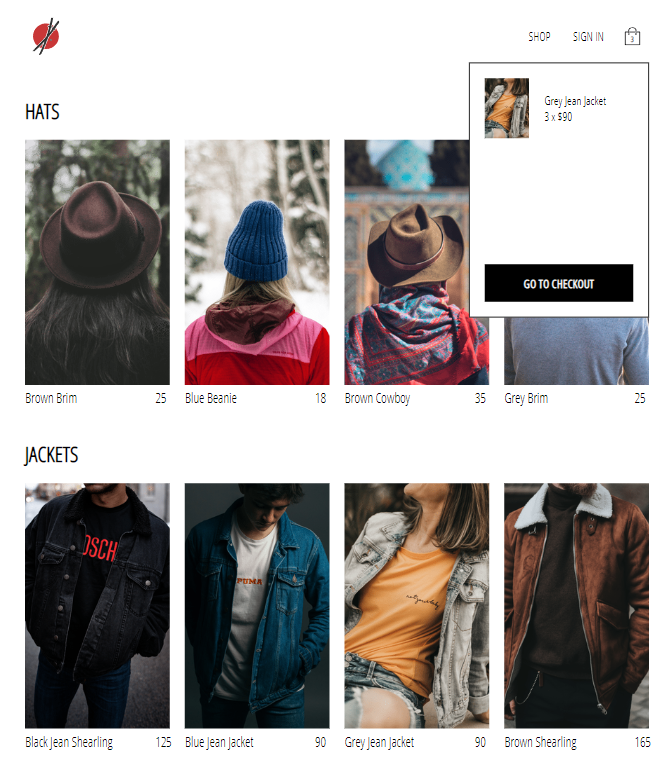 SHOP SIGN IN 3
Grey Jean Jacket
3 x $90
GO TO CHECKOUT
HATS
Brown Brim 25
Blue Beanie 18
Brown Cowboy 35
Grey Brim 25
JACKETS
OSCH
PUMA
Black Jean Shearling 125
Blue Jean Jacket 90
Grey Jean Jacket 90
Brown Shearling 165